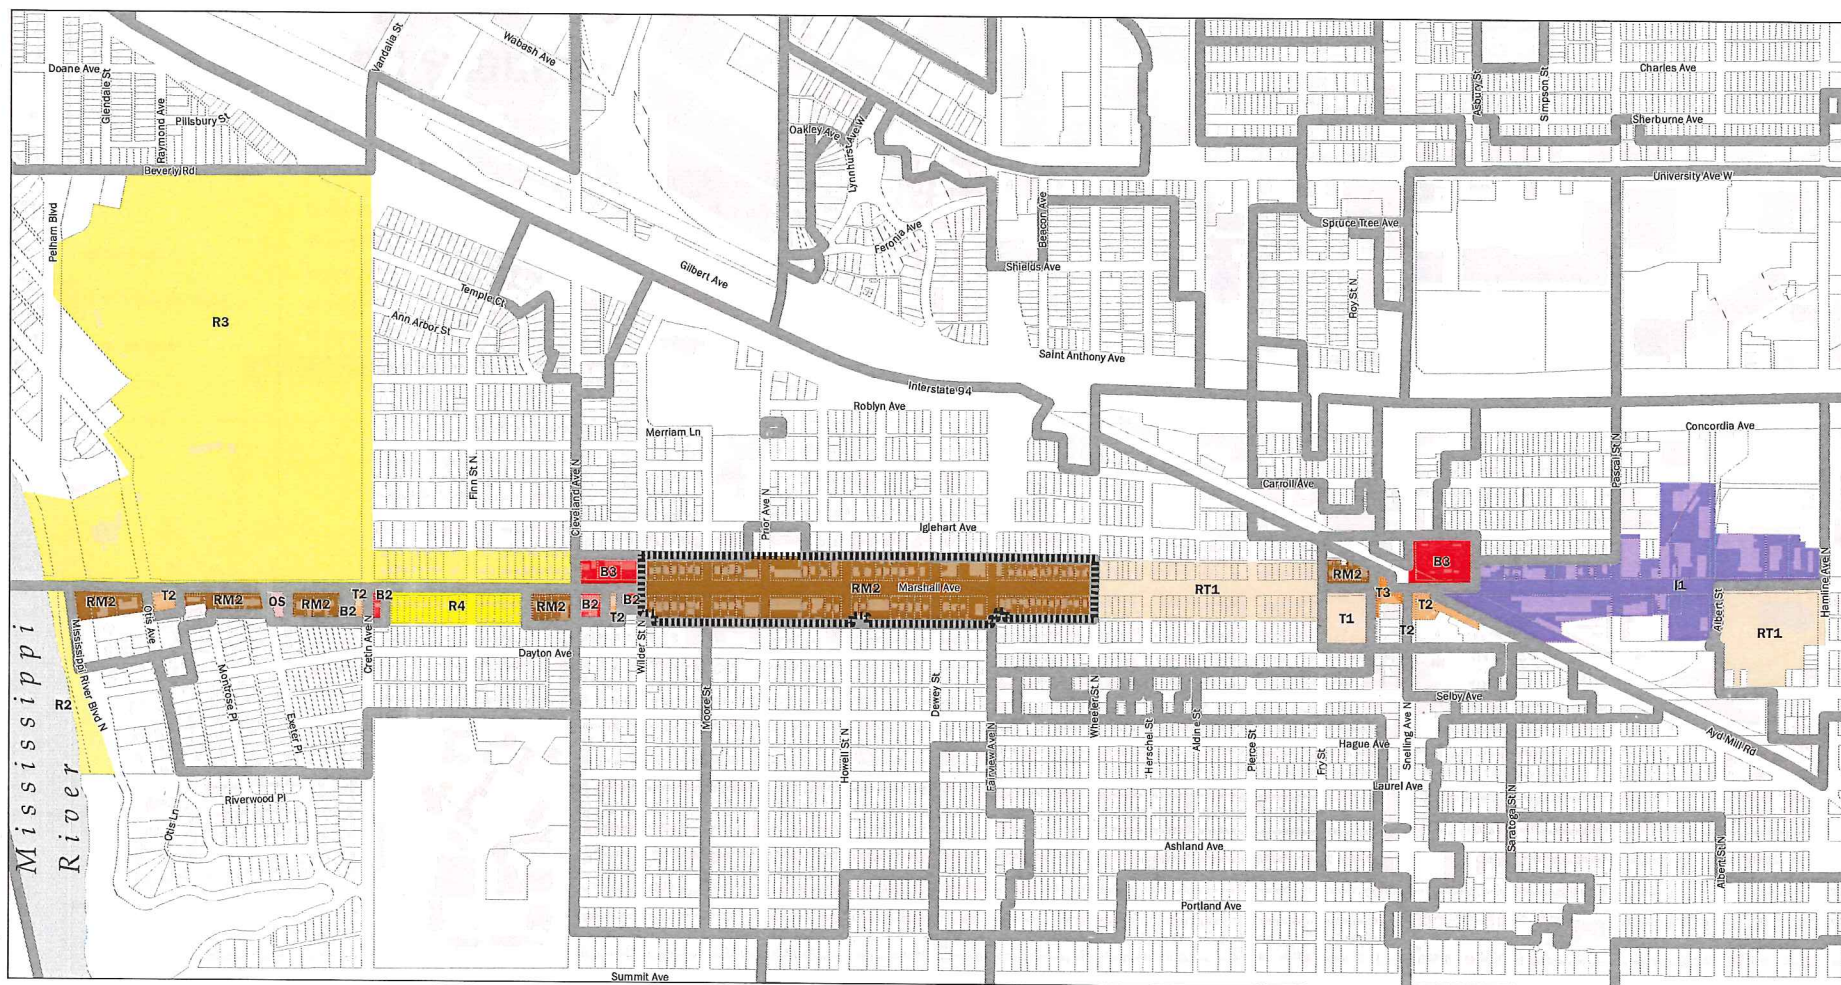 Doane Ave
Glendale St
Raymond Ave
Pillsbury St
Beverly Rd
Vandalia St
Wabash Ave
Oakley Ave
Lynnhurst Ave W
Feronia Ave
Beacon Ave
Shields Ave
Asbury St
Simpson St
Charles Ave
Sherburne Ave
University Ave W
Spruce Tree Ave
Roy St N
Pelham Blvd
R3
Temple Ct
Ann Arbor St
Gilbert Ave
Saint Anthony Ave
Interstate 94
Roblyn Ave
Merriam Ln
Finn St N
Cleveland Ave N
Prior Ave N
Iglehart Ave
Carroll Ave
Pascal St N
Concordia Ave
Hamline Ave N
B3
RM2
Marshall Ave
RT1
RM2
B3
I1
Albert St
RM2
T2
Otis Ave
RM2
OS
RM2
B2
T2
B2
Cretin Ave N
R4
RM2
B2
T2
B2
Wilder St N
T1
T3
T2
T2
RT1
Mississippi
River
R2
Mississippi River Blvd N
Montrose Pl
Exeter Pl
Dayton Ave
Moore St
Howell St N
Dewey St
Fairview Ave N
Wheeler St N
Herschel St
Aldine St
Pierce St
Fry St
Snelling Ave N
Selby Ave
Hague Ave
Laurel Ave
Ayd Mill Rd
Saratoga St N
Albert St N
Riverwood Pl
Otis Ln
Ashland Ave
Portland Ave
Summit Ave